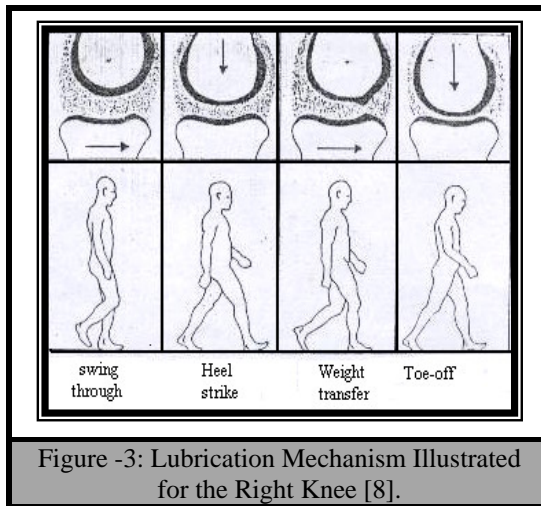 swing through
Heel strike
Weight transfer
Toe-off
Figure -3: Lubrication Mechanism Illustrated
for the Right Knee [8].